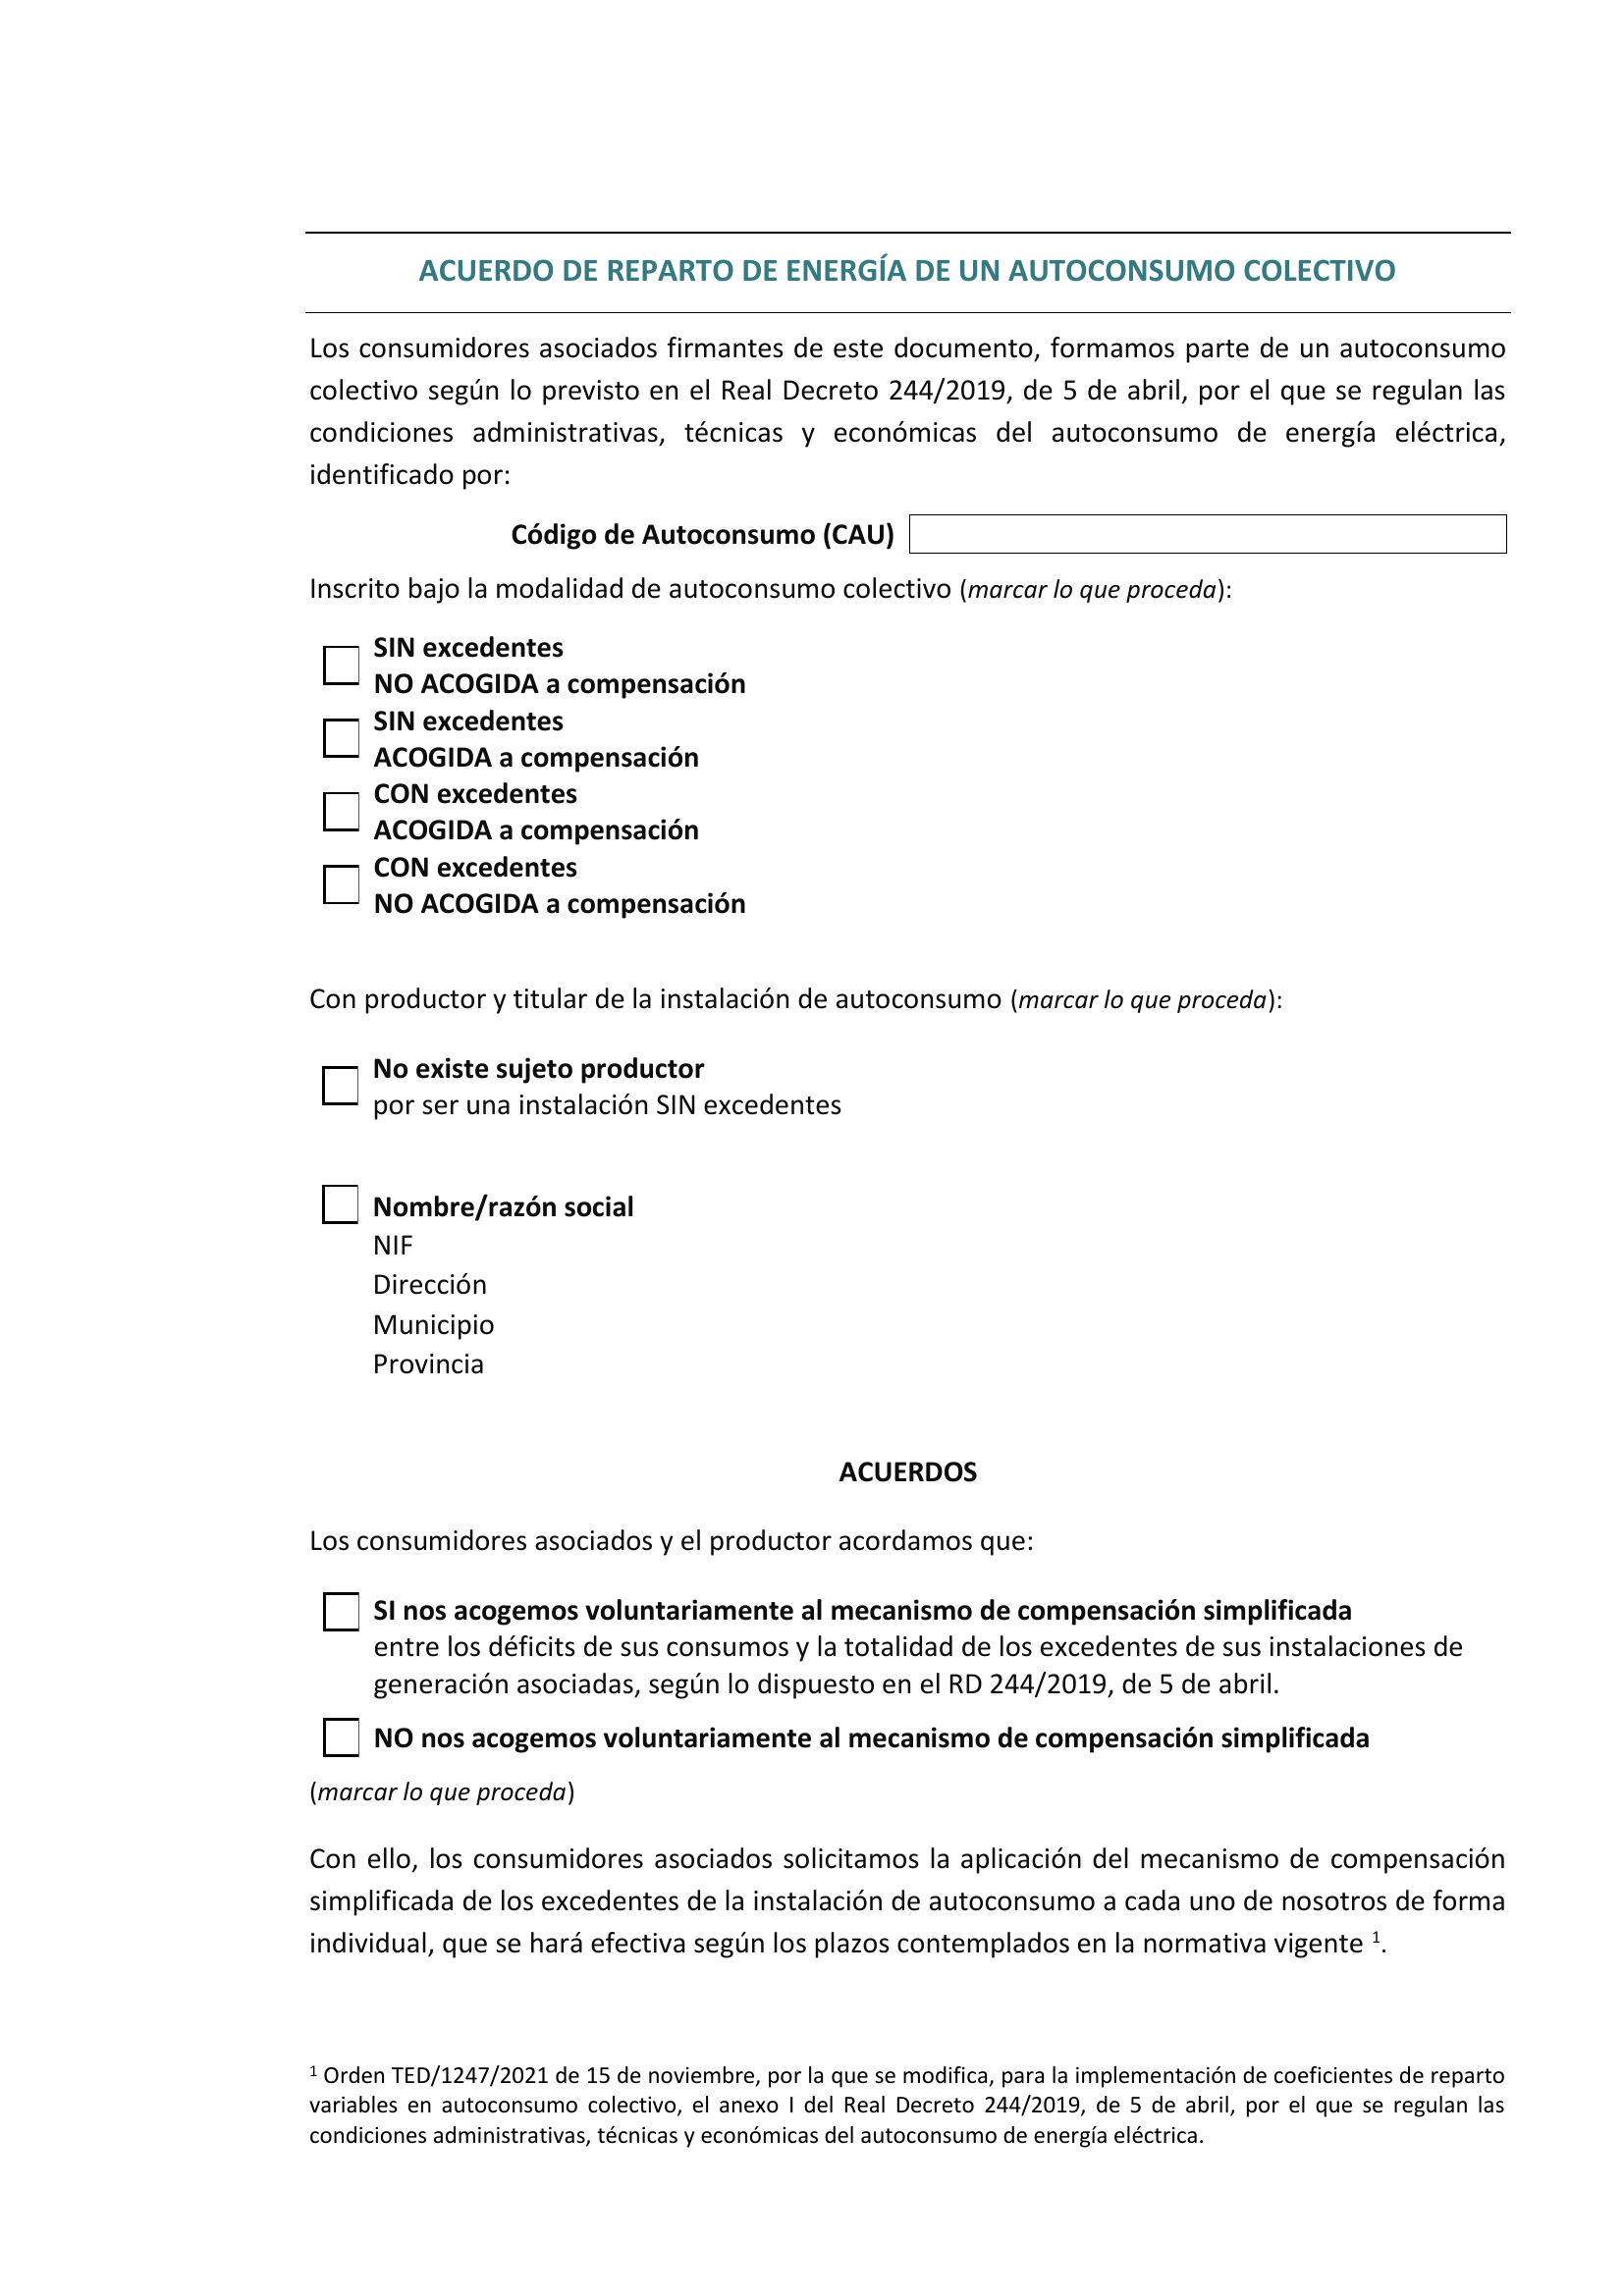 ACUERDO DE REPARTO DE ENERGÍA DE UN AUTOCONSUMO COLECTIVO
Los consumidores asociados firmantes de este documento, formamos parte de un autoconsumo
colectivo según lo previsto en el Real Decreto 244/2019, de 5 de abril, por el que se regulan las
condiciones administrativas, técnicas y económicas del autoconsumo de energía eléctrica,
identificado por:
Código de Autoconsumo (CAU)
Inscrito bajo la modalidad de autoconsumo colectivo (marcar lo que proceda):
SIN excedentes
NO ACOGIDA a compensación
SIN excedentes
ACOGIDA a compensación
CON excedentes
ACOGIDA a compensación
CON excedentes
NO ACOGIDA a compensación
Con productor y titular de la instalación de autoconsumo (marcar lo que proceda):
No existe sujeto productor
por ser una instalación SIN excedentes
Nombre/razón social
NIF
Dirección
Municipio
Provincia
ACUERDOS
Los consumidores asociados y el productor acordamos que:
SI nos acogemos voluntariamente al mecanismo de compensación simplificada
entre los déficits de sus consumos y la totalidad de los excedentes de sus instalaciones de
generación asociadas, según lo dispuesto en el RD 244/2019, de 5 de abril.
NO nos acogemos voluntariamente al mecanismo de compensación simplificada
(marcar lo que proceda)
Con ello, los consumidores asociados solicitamos la aplicación del mecanismo de compensación
simplificada de los excedentes de la instalación de autoconsumo a cada uno de nosotros de forma
individual, que se hará efectiva según los plazos contemplados en la normativa vigente 1.
1 Orden TED/1247/2021 de 15 de noviembre, por la que se modifica, para la implementación de coeficientes de reparto
variables en autoconsumo colectivo, el anexo I del Real Decreto 244/2019, de 5 de abril, por el que se regulan las
condiciones administrativas, técnicas y económicas del autoconsumo de energía eléctrica.